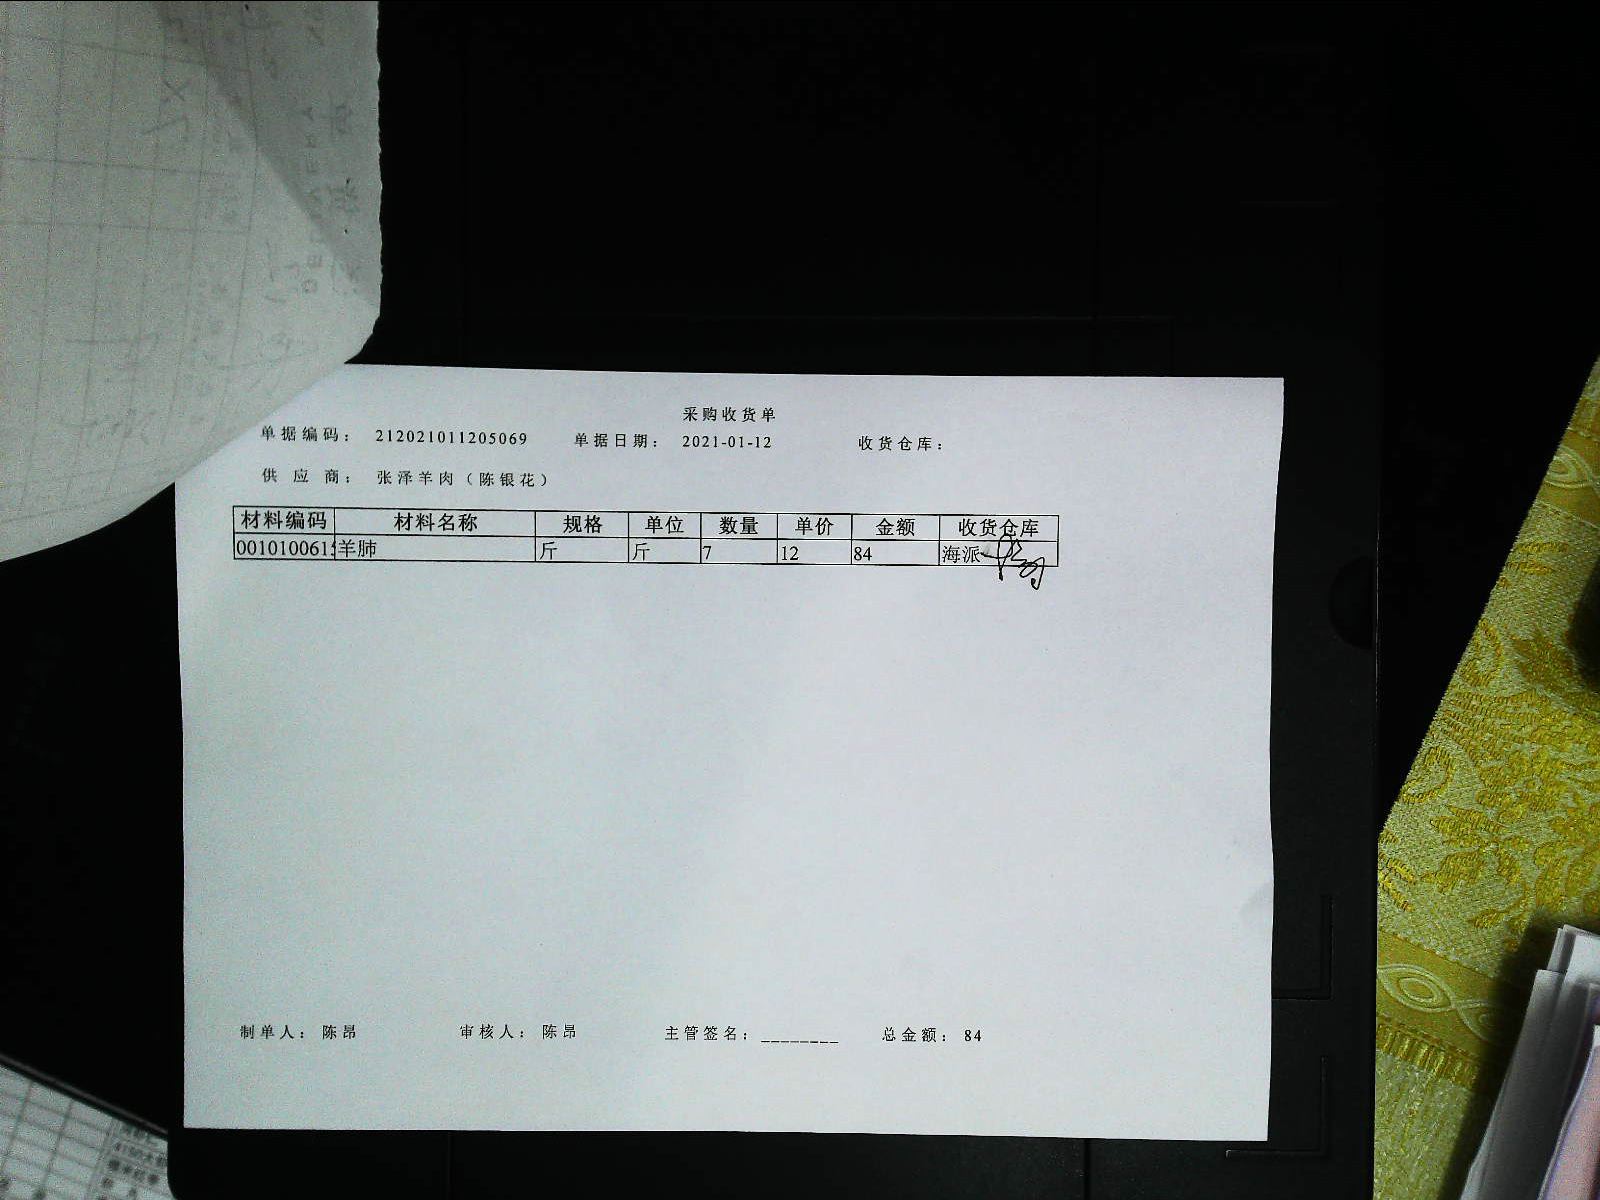 采购收货单
单据编码： 212021011205069 单据日期： 2021-01-12 收货仓库：
供 应 商： 张泽羊肉（陈银花）
材料编码 材料名称 规格 单位 数量 单价 金额 收货仓库
001010061 羊肺 斤 斤 7 12 84 海派
制单人： 陈昂 审核人： 陈昂 主管签名：________ 总金额： 84